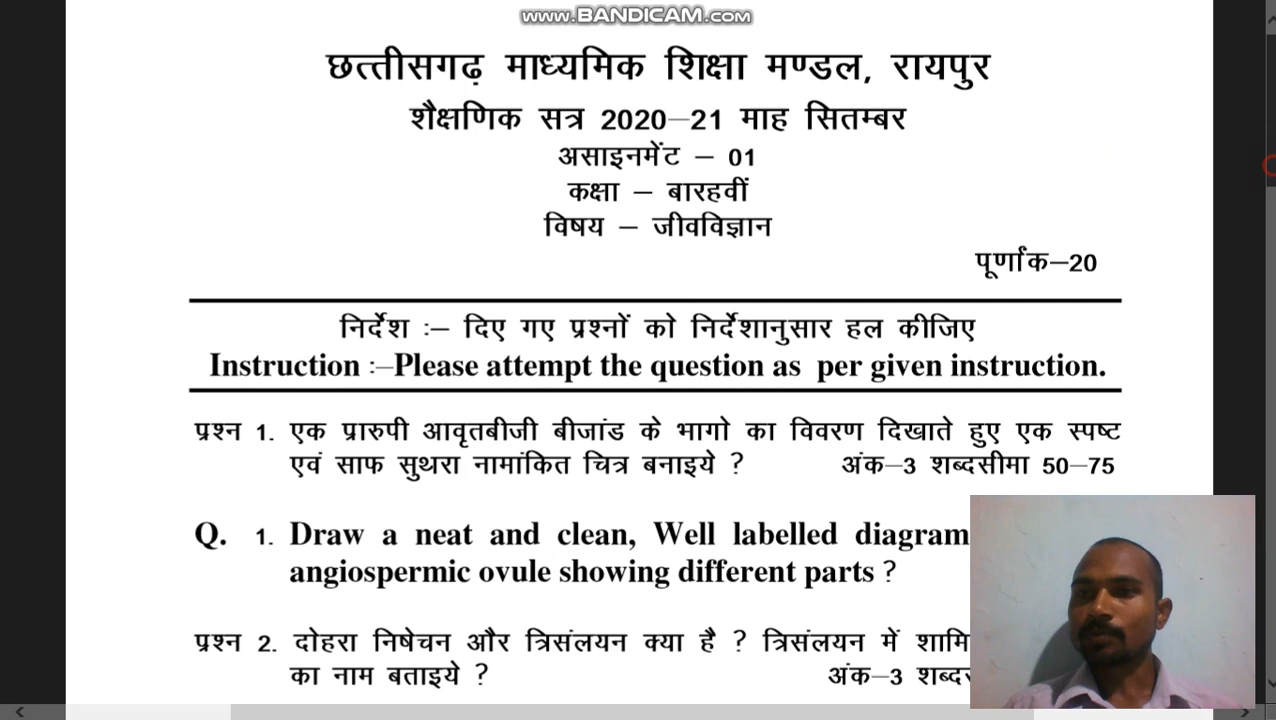 www.BANDICAM.com
छत्तीसगढ़ माध्यमिक शिक्षा मण्डल, रायपुर
शैक्षणिक सत्र 2020–21 माह सितम्बर
असाइनमेंट – 01
कक्षा – बारहवीं
विषय – जीवविज्ञान
पूर्णांक–20
निर्देश :– दिए गए प्रश्नों को निर्देशानुसार हल कीजिए
Instruction :–Please attempt the question as per given instruction.
प्रश्न 1. एक प्रारुपी आवृतबीजी बीजांड के भागो का विवरण दिखाते हुए एक स्पष्ट
एवं साफ सुथरा नामांकित चित्र बनाइये ? अंक–3 शब्दसीमा 50–75
Q. 1. Draw a neat and clean, Well labelled diagram
angiospermic ovule showing different parts ?
प्रश्न 2. दोहरा निषेचन और त्रिसंलयन क्या है ? त्रिसंलयन में
का नाम बताइये ? अंक–3